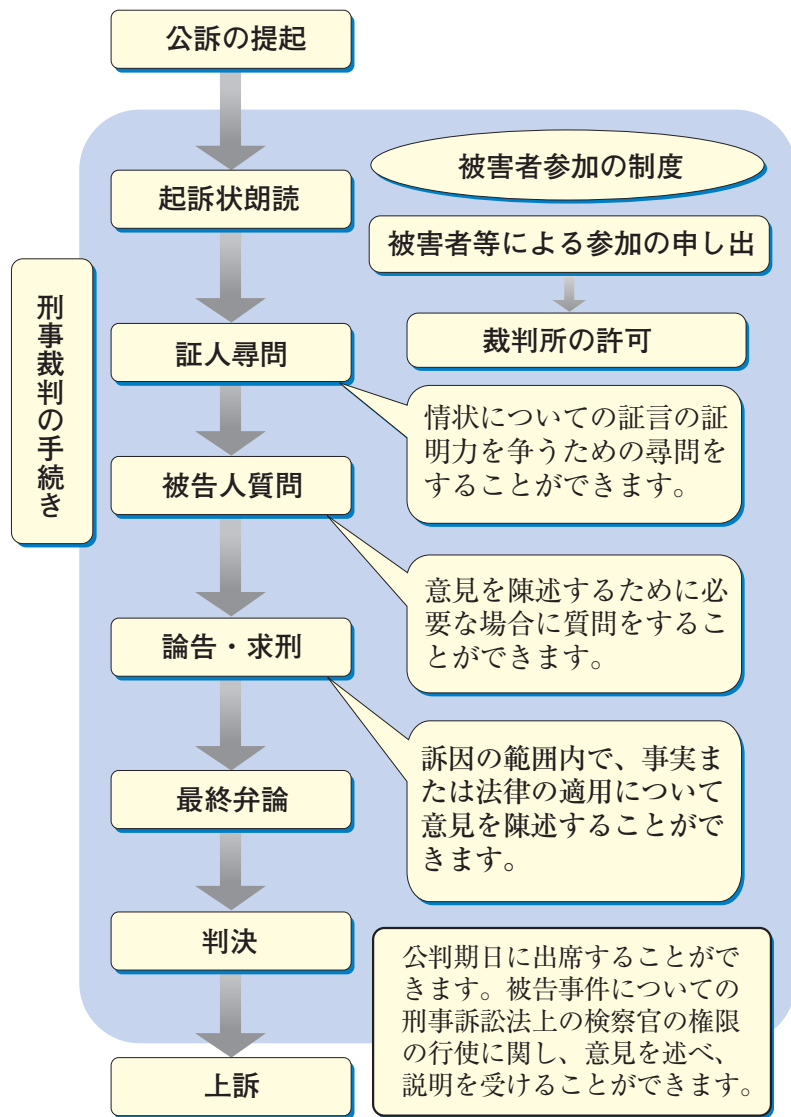 公訴の提起
起訴状朗読
被害者参加の制度
被害者等による参加の申し出
裁判所の許可
刑事裁判の手続き
証人尋問
情状についての証言の証
明力を争うための尋問を
することができます。
被告人質問
意見を陳述するために必
要な場合に質問をするこ
とができます。
論告・求刑
訴因の範囲内で、事実ま
たは法律の適用について
意見を陳述することがで
きます。
最終弁論
判決
公判期日に出席することがで
きます。被告事件についての
刑事訴訟法上の検察官の権限
の行使に関し、意見を述べ、
説明を受けることができます。
上訴